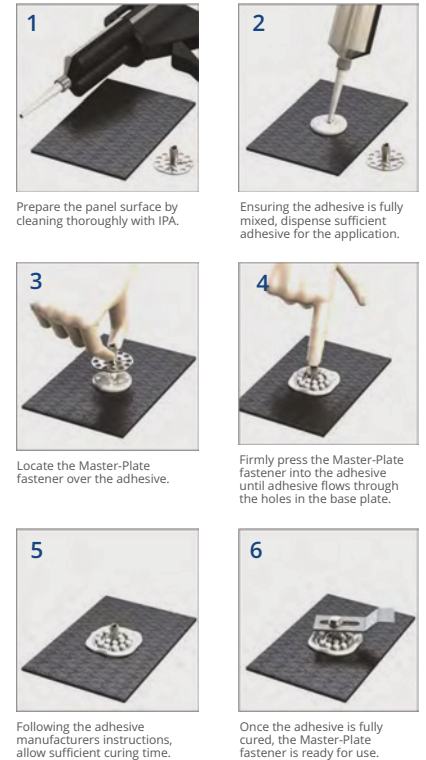 1
Prepare the panel surface by
cleaning thoroughly with IPA.
2
Ensuring the adhesive is fully
mixed, dispense sufficient
adhesive for the application.
3
Locate the Master-Plate
fastener over the adhesive.
4
Firmly press the Master-Plate
fastener into the adhesive
until adhesive flows through
the holes in the base plate.
5
Following the adhesive
manufacturers instructions,
allow sufficient curing time.
6
Once the adhesive is fully
cured, the Master-Plate
fastener is ready for use.